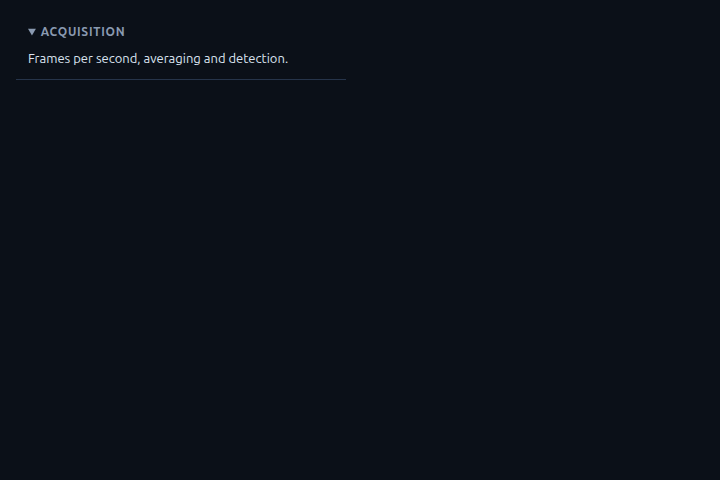 ▼ ACQUISITION
Frames per second, averaging and detection.